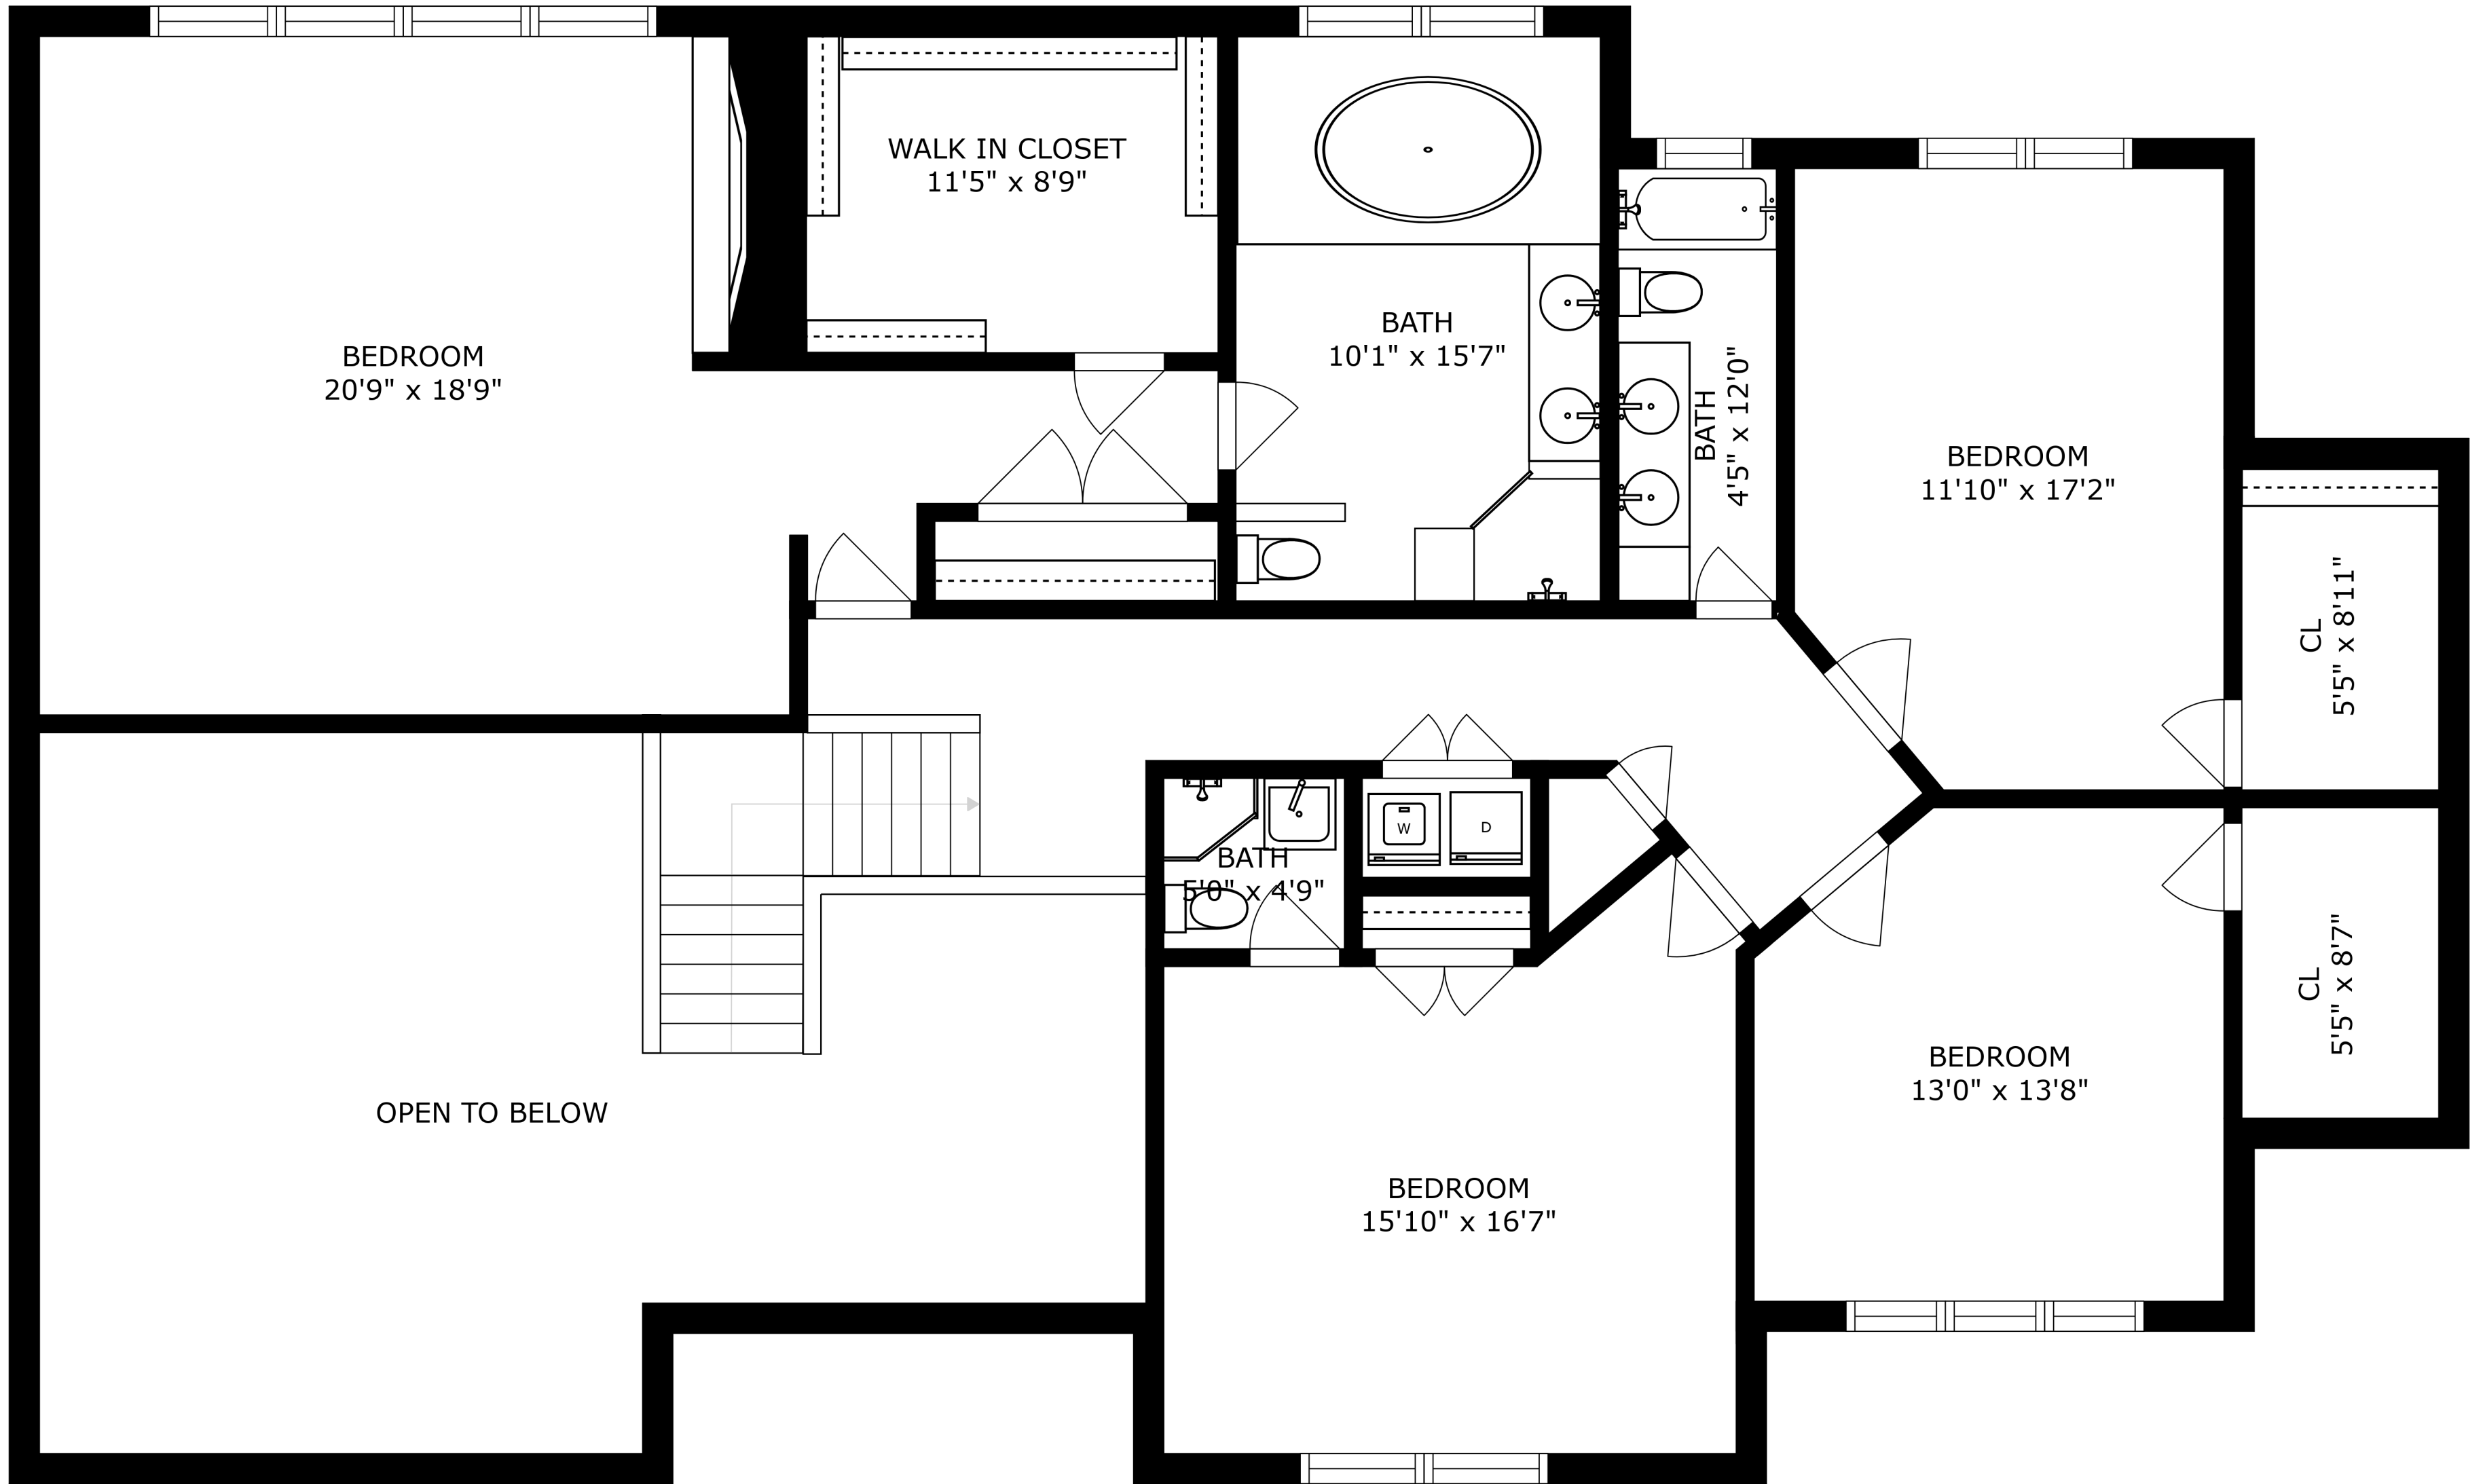 WALK IN CLOSET
11'5" x 8'9"
BATH
10'1" x 15'7"
BEDROOM
20'9" x 18'9"
BATH
4'5" x 12'0"
BEDROOM
11'10" x 17'2"
CL
5'5" x 8'11"
W
D
BATH
5'0" x 4'9"
CL
5'5" x 8'7"
BEDROOM
13'0" x 13'8"
OPEN TO BELOW
BEDROOM
15'10" x 16'7"